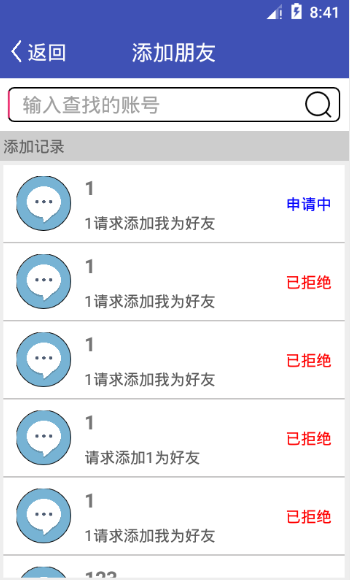 8:41
返回
添加朋友
输入查找的账号
添加记录
1
申请中
1请求添加我为好友
1
已拒绝
1请求添加我为好友
1
已拒绝
1请求添加我为好友
1
已拒绝
请求添加1为好友
1
已拒绝
1请求添加我为好友
123